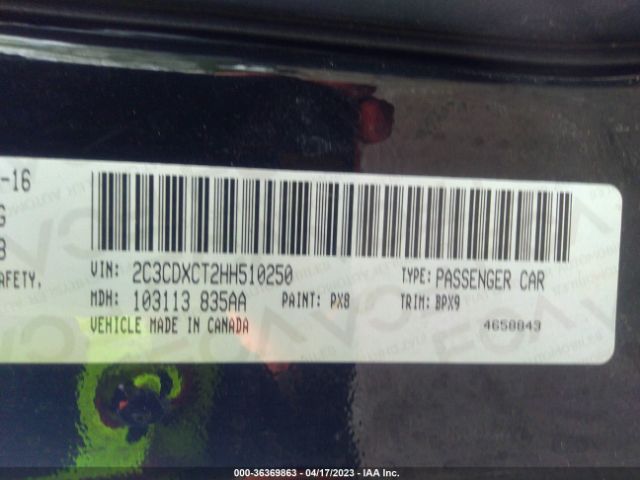 -16
G
8
AFETY.
VIN: 2C3CDXCT2HH510250
TYPE: PASSENGER CAR
MDH: 103113 835AA PAINT: PX8 TRIM: BPX9
VEHICLE MADE IN CANADA
4658843
000-36369863 - 04/17/2023 - IAA Inc.